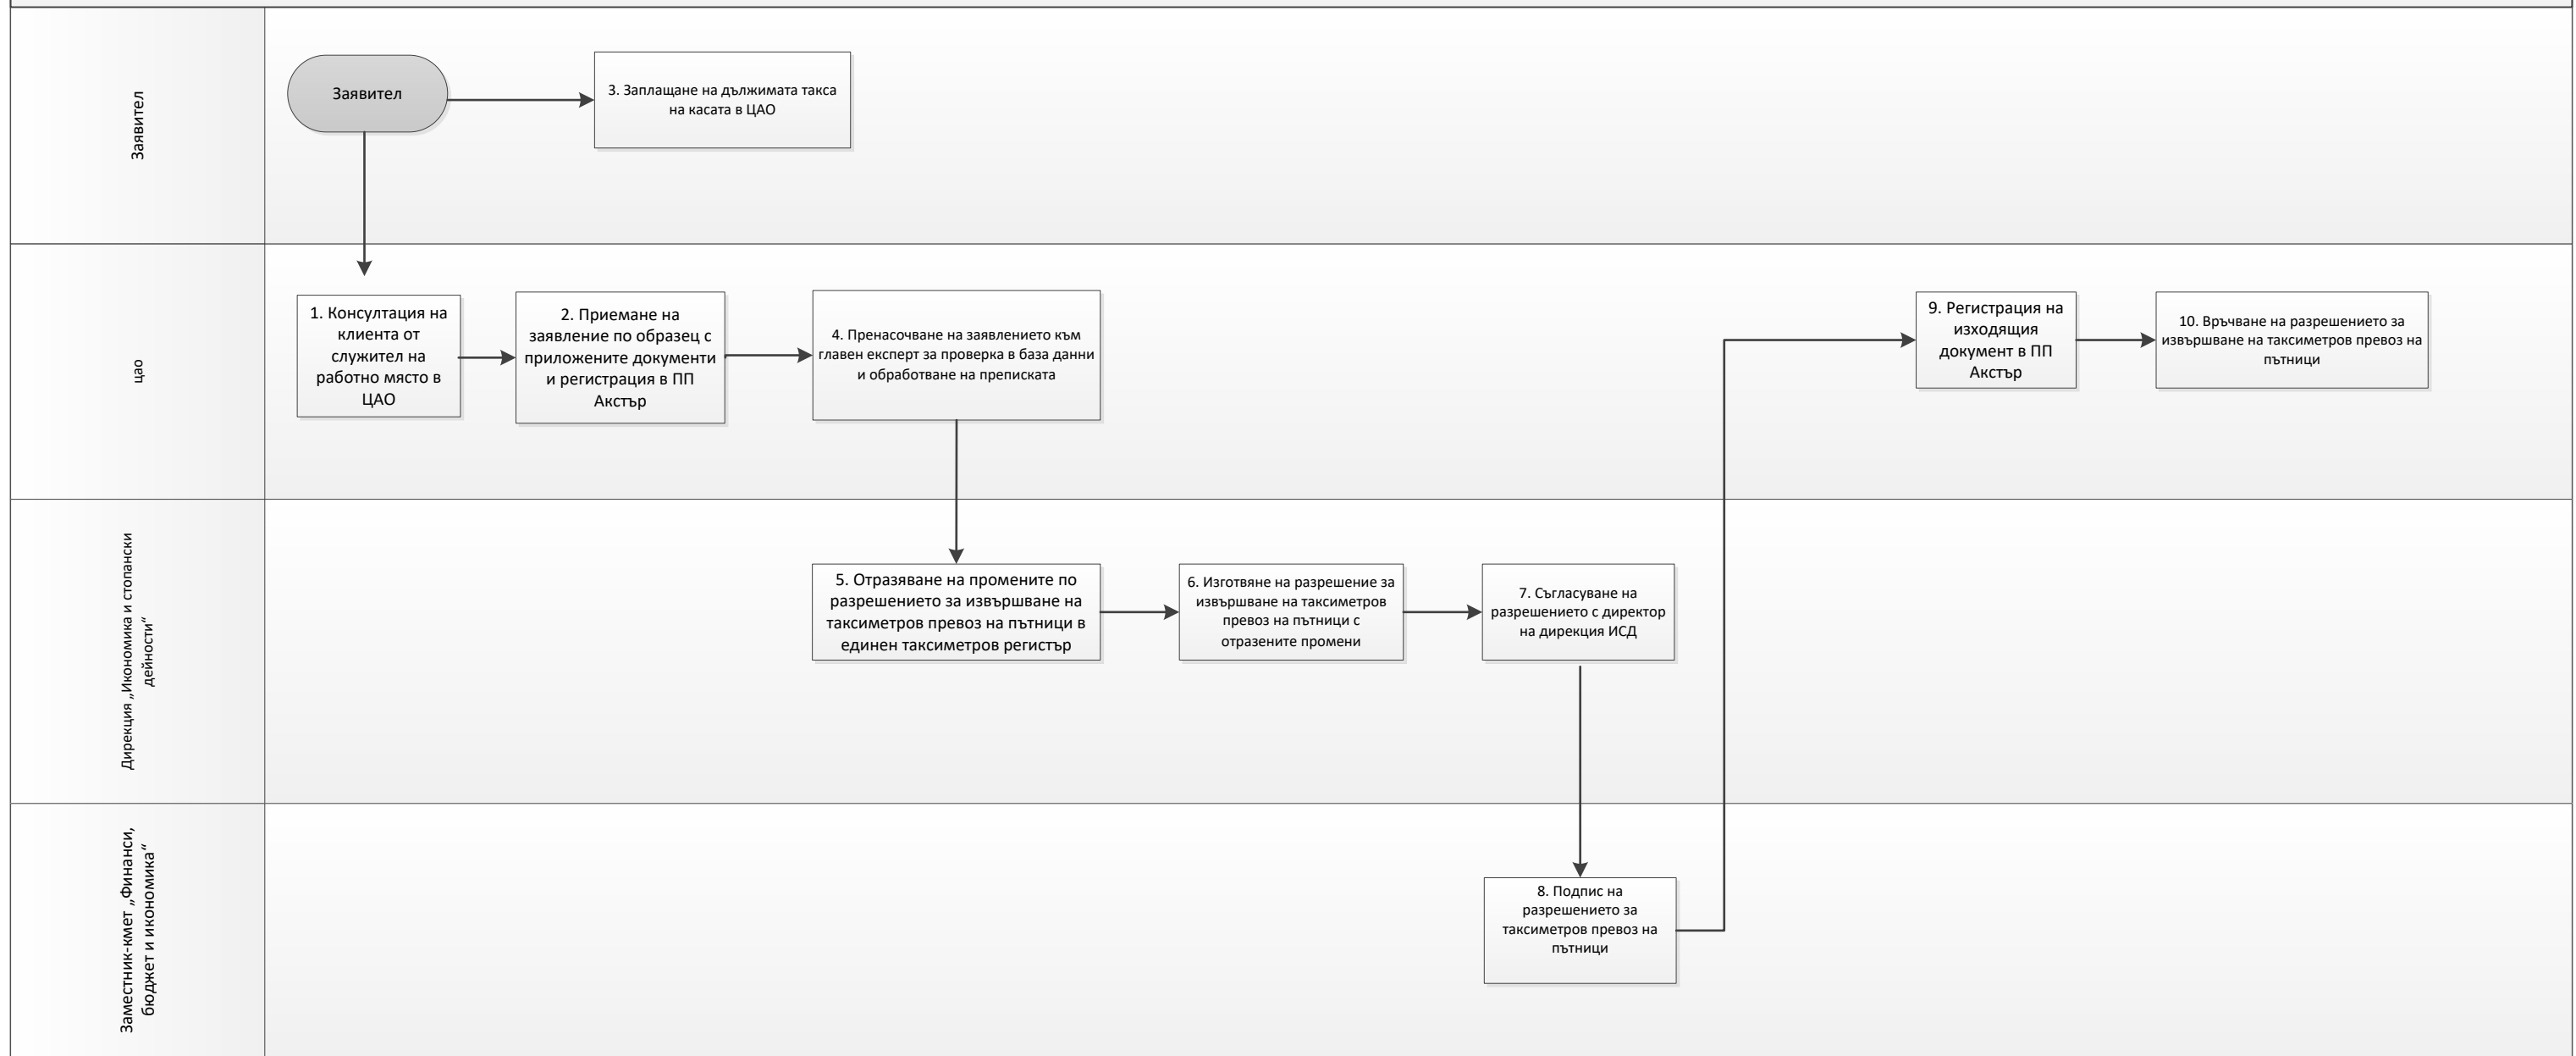 Заявител
Заявител
3. Заплащане на дължимата такса
на касата в ЦАО
цао
1. Консултация на
клиента от
служител на
работно място в
ЦАО
2. Приемане на
заявление по образец с
приложените документи
и регистрация в ПП
Акстър
4. Пренасочване на заявлението към
главен експерт за проверка в база данни
и обработване на преписката
9. Регистрация на
изходящия
документ в ПП
Акстър
10. Връчване на разрешението за
извършване на таксиметров превоз на
пътници
Дирекция „Икономика и стопански
дейности“
5. Отразяване на промените по
разрешението за извършване на
таксиметров превоз на пътници в
единен таксиметров регистър
6. Изготвяне на разрешение за
извършване на таксиметров
превоз на пътници с
отразените промени
7. Съгласуване на
разрешението с директор
на дирекция ИСД
Заместник-кмет „Финанси,
бюджет и икономика“
8. Подпис на
разрешението за
таксиметров превоз на
пътници